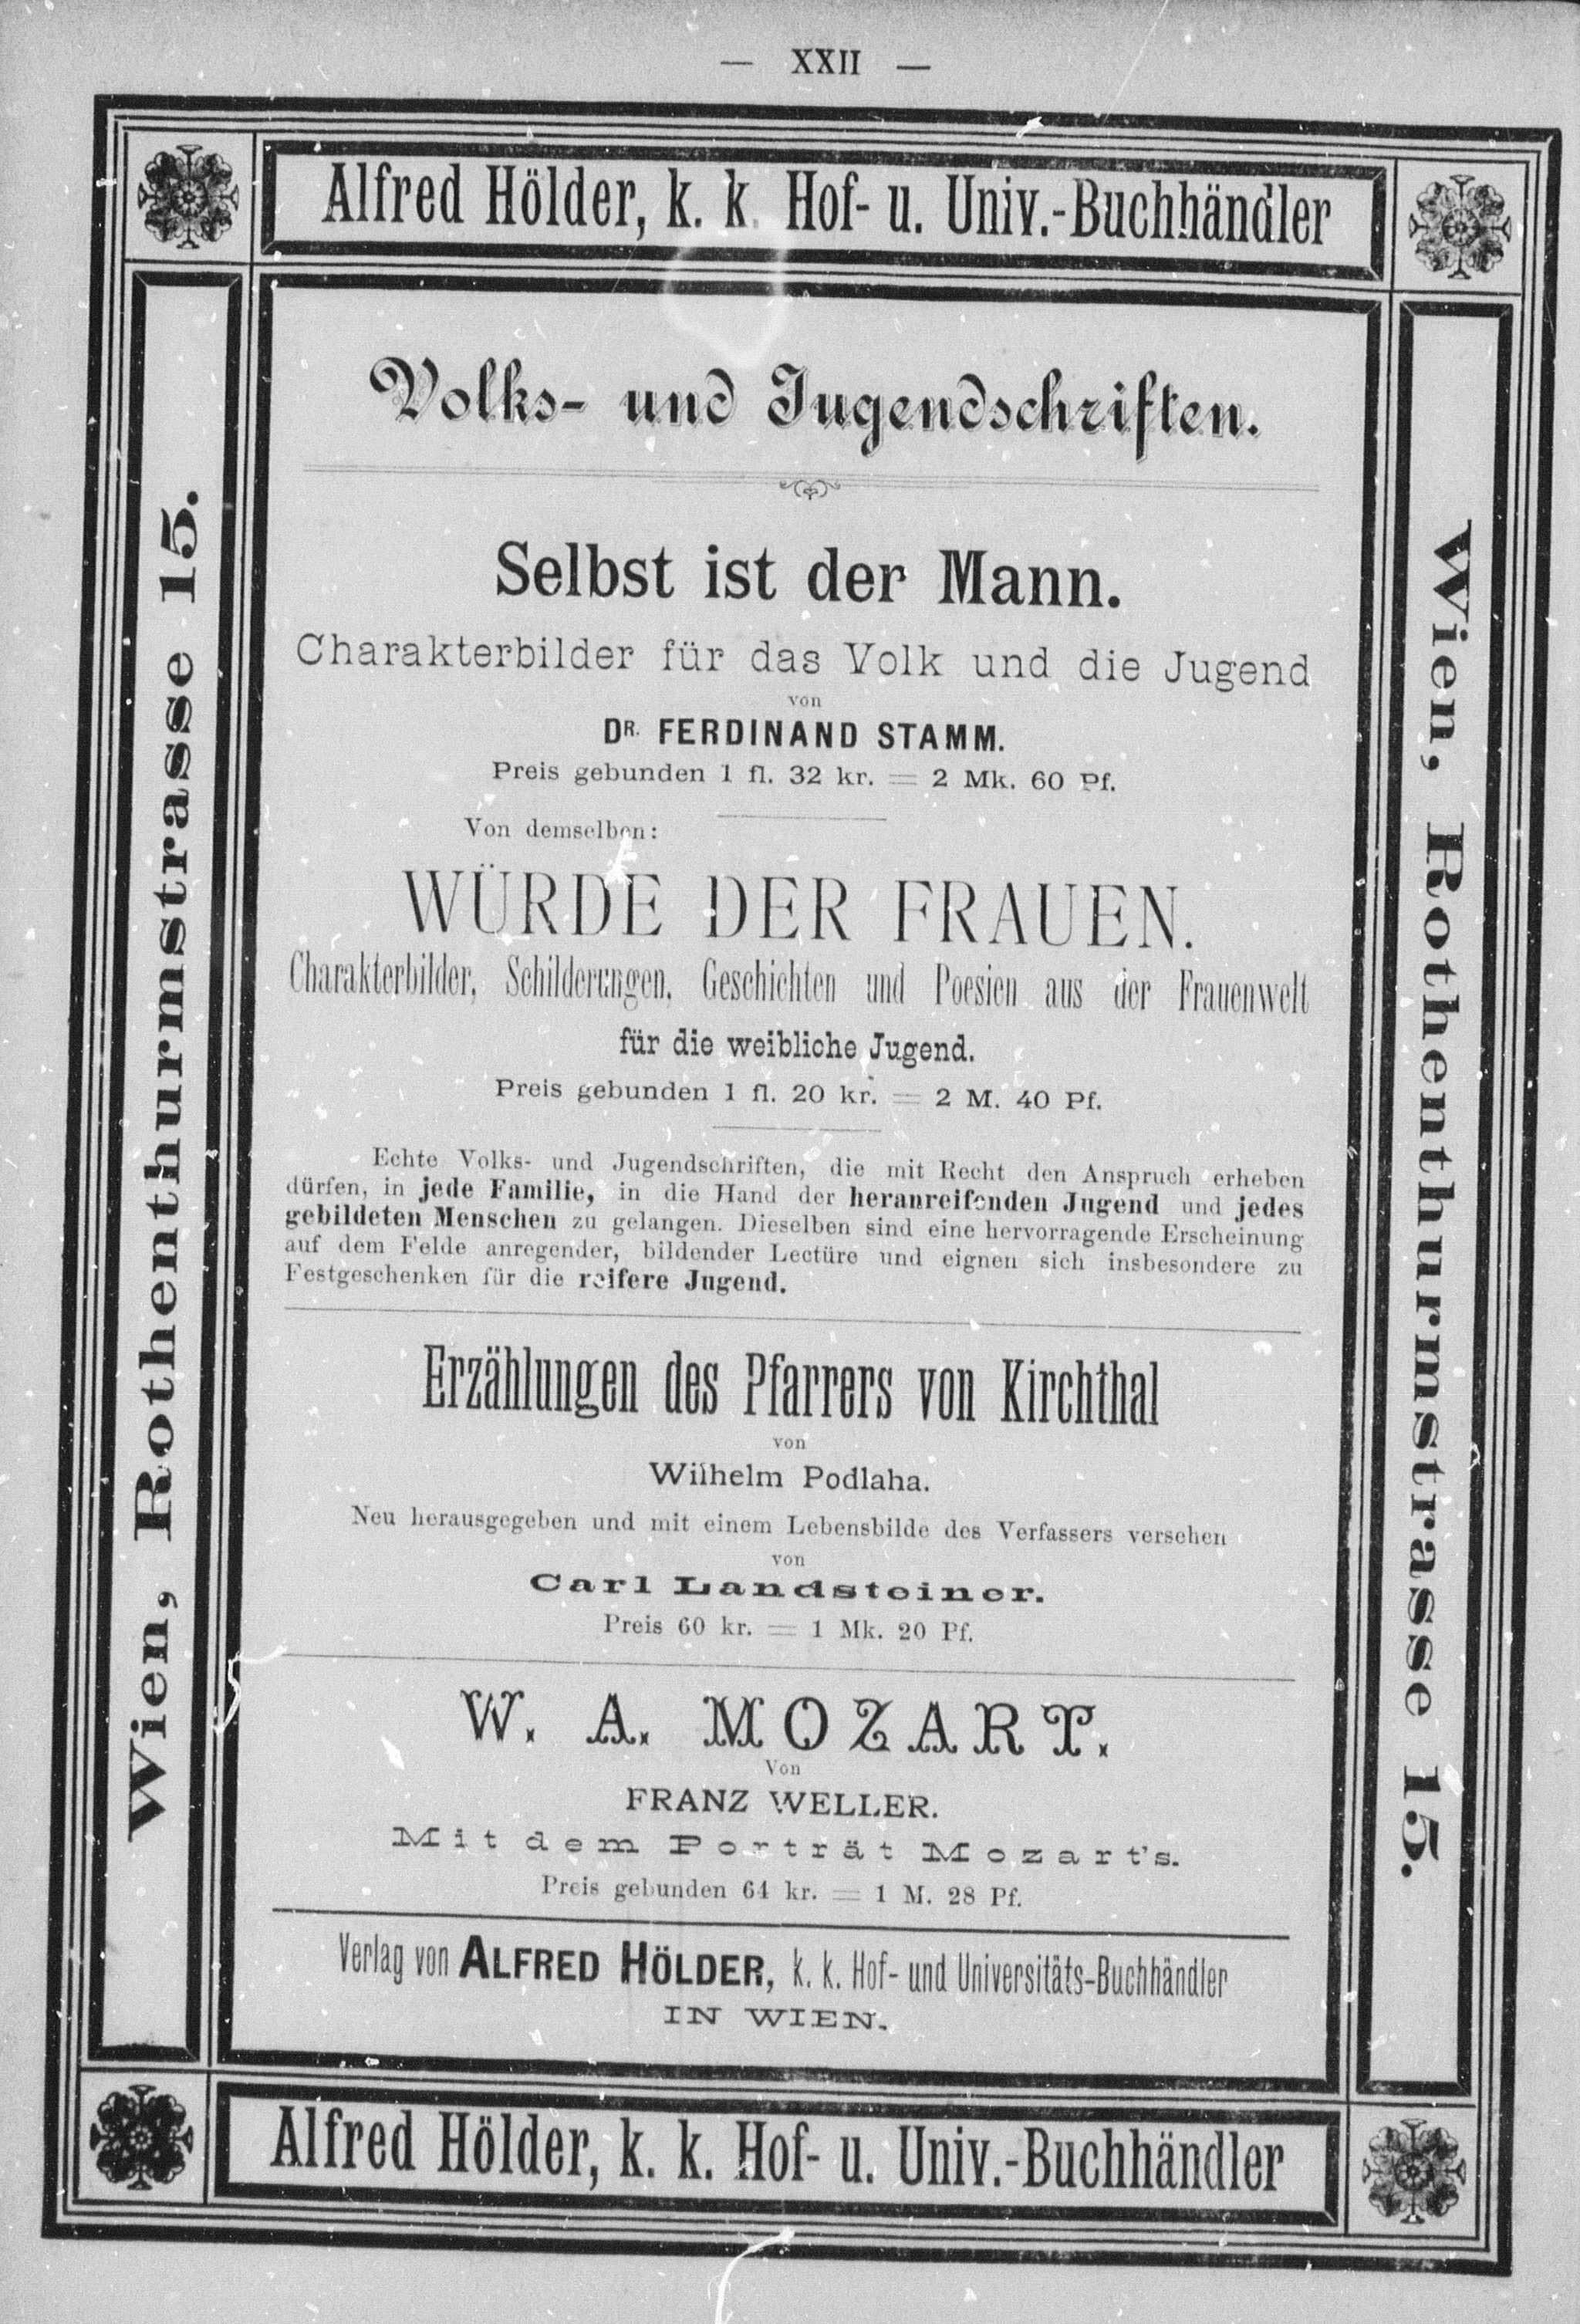 — XXII —
Alfred Hölder, k. k. Hof- u. Univ.-Buchhändler
Wien, Rothenthurmstrasse 15.
Volks- und Jugendschriften.
Selbst ist der Mann.
Charakterbilder für das Volk und die Jugend
von
DR. FERDINAND STAMM.
Preis gebunden 1 fl. 32 kr. = 2 Mk. 60 Pf.
Von demselben:
WÜRDE DER FRAUEN.
Charakterbilder, Schilderungen, Geschichten und Poesien aus der Frauenwelt
für die weibliche Jugend.
Preis gebunden 1 fl. 20 kr. = 2 M. 40 Pf.
Echte Volks- und Jugendschriften, die mit Recht den Anspruch erheben
dürfen, in jede Familie, in die Hand der heranreifenden Jugend und jedes
gebildeten Menschen zu gelangen. Dieselben sind eine hervorragende Erscheinung
auf dem Felde anregender, bildender Lectüre und eignen sich insbesondere zu
Festgeschenken für die reifere Jugend.
Erzählungen des Pfarrers von Kirchthal
von
Wilhelm Podlaha.
Neu herausgegeben und mit einem Lebensbilde des Verfassers versehen
von
Carl Landsteiner.
Preis 60 kr. = 1 Mk. 20 Pf.
W. A. MOZART.
Von
FRANZ WELLER.
Mit dem Porträt Mozart's.
Preis gebunden 64 kr. = 1 M. 28 Pf.
Verlag von ALFRED HÖLDER, k. k. Hof- und Universitäts-Buchhändler
IN WIEN.
Wien, Rothenthurmstrasse 15.
Alfred Hölder, k. k. Hof- u. Univ.-Buchhändler